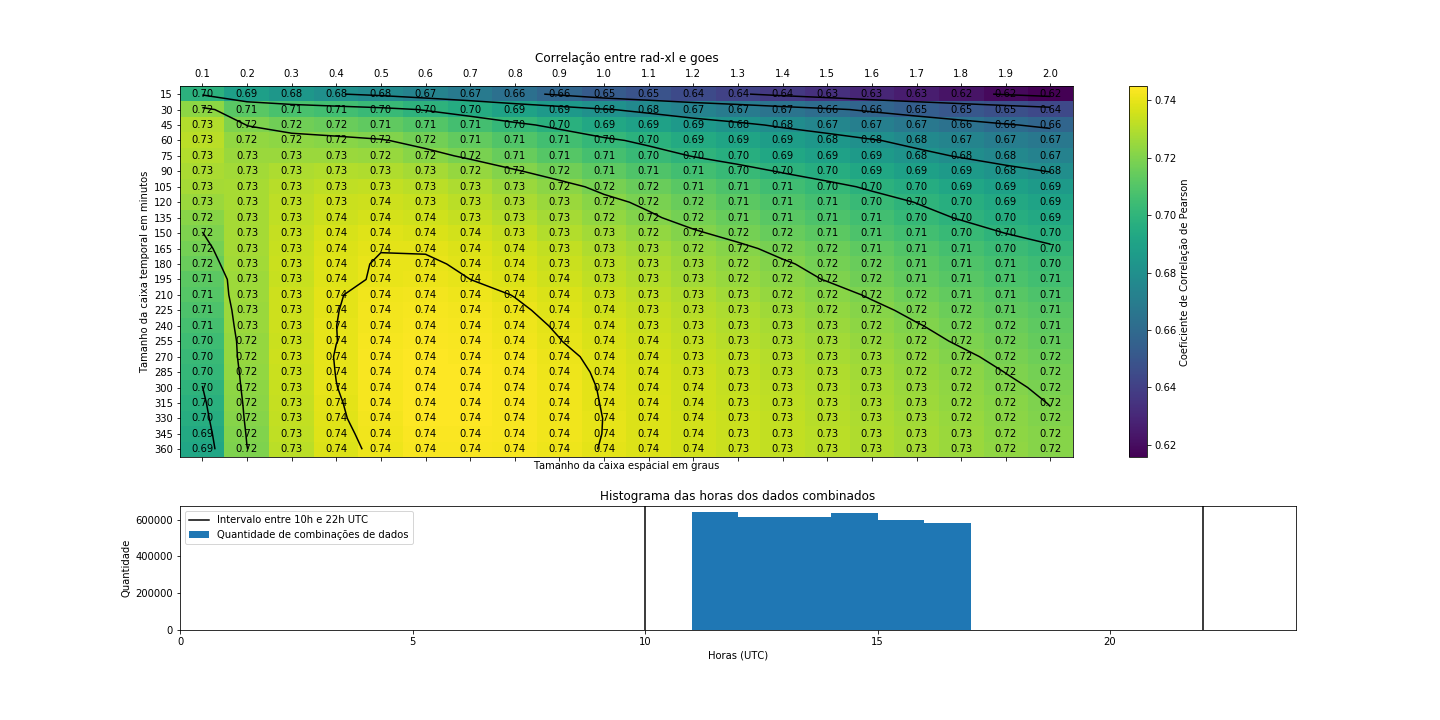 Correlação entre rad-xl e goes
0.1 0.2 0.3 0.4 0.5 0.6 0.7 0.8 0.9 1.0 1.1 1.2 1.3 1.4 1.5 1.6 1.7 1.8 1.9 2.0
15 0.70 0.69 0.68 0.68 0.68 0.67 0.67 0.66 0.66 0.65 0.65 0.64 0.64 0.64 0.63 0.63 0.63 0.62 0.62 0.62
30 0.72 0.71 0.71 0.71 0.70 0.70 0.70 0.69 0.69 0.68 0.68 0.67 0.67 0.67 0.66 0.66 0.65 0.65 0.65 0.64
45 0.73 0.72 0.72 0.72 0.71 0.71 0.71 0.70 0.70 0.69 0.69 0.69 0.68 0.68 0.67 0.67 0.67 0.66 0.66 0.66
60 0.73 0.72 0.72 0.72 0.72 0.72 0.71 0.71 0.71 0.70 0.70 0.69 0.69 0.69 0.68 0.68 0.68 0.67 0.67 0.67
75 0.73 0.73 0.73 0.73 0.72 0.72 0.72 0.71 0.71 0.71 0.70 0.70 0.70 0.69 0.69 0.69 0.68 0.68 0.68 0.67
90 0.73 0.73 0.73 0.73 0.73 0.73 0.72 0.72 0.72 0.71 0.71 0.71 0.70 0.70 0.70 0.69 0.69 0.69 0.68 0.68
105 0.73 0.73 0.73 0.73 0.73 0.73 0.73 0.73 0.72 0.72 0.72 0.71 0.71 0.71 0.70 0.70 0.70 0.69 0.69 0.69
120 0.73 0.73 0.73 0.74 0.74 0.73 0.73 0.73 0.73 0.72 0.72 0.72 0.71 0.71 0.71 0.70 0.70 0.70 0.69 0.69
135 0.72 0.73 0.73 0.74 0.74 0.74 0.73 0.73 0.73 0.72 0.72 0.72 0.71 0.71 0.71 0.71 0.70 0.70 0.70 0.69
150 0.72 0.73 0.73 0.74 0.74 0.74 0.74 0.73 0.73 0.73 0.72 0.72 0.72 0.72 0.71 0.71 0.71 0.70 0.70 0.70
165 0.72 0.73 0.73 0.74 0.74 0.74 0.74 0.74 0.73 0.73 0.73 0.72 0.72 0.72 0.72 0.71 0.71 0.71 0.70 0.70
180 0.72 0.73 0.73 0.74 0.74 0.74 0.74 0.74 0.73 0.73 0.73 0.73 0.72 0.72 0.72 0.71 0.71 0.71 0.71 0.70
195 0.71 0.73 0.73 0.74 0.74 0.74 0.74 0.74 0.74 0.73 0.73 0.73 0.72 0.72 0.72 0.72 0.71 0.71 0.71 0.71
210 0.71 0.73 0.73 0.74 0.74 0.74 0.74 0.74 0.74 0.74 0.73 0.73 0.73 0.73 0.72 0.72 0.72 0.71 0.71 0.71
225 0.71 0.73 0.73 0.74 0.74 0.74 0.74 0.74 0.74 0.74 0.73 0.73 0.73 0.73 0.73 0.72 0.72 0.72 0.71 0.71
240 0.71 0.73 0.73 0.74 0.74 0.74 0.74 0.74 0.74 0.74 0.73 0.73 0.73 0.73 0.73 0.72 0.72 0.72 0.72 0.71
255 0.70 0.72 0.73 0.74 0.74 0.74 0.74 0.74 0.74 0.74 0.74 0.73 0.73 0.73 0.73 0.73 0.72 0.72 0.72 0.71
270 0.70 0.72 0.73 0.74 0.74 0.74 0.74 0.74 0.74 0.74 0.74 0.73 0.73 0.73 0.73 0.73 0.72 0.72 0.72 0.72
285 0.70 0.72 0.73 0.74 0.74 0.74 0.74 0.74 0.74 0.74 0.74 0.73 0.73 0.73 0.73 0.73 0.73 0.72 0.72 0.72
300 0.70 0.72 0.73 0.74 0.74 0.74 0.74 0.74 0.74 0.74 0.74 0.74 0.73 0.73 0.73 0.73 0.73 0.72 0.72 0.72
315 0.70 0.72 0.73 0.74 0.74 0.74 0.74 0.74 0.74 0.74 0.74 0.74 0.73 0.73 0.73 0.73 0.73 0.72 0.72 0.72
330 0.70 0.72 0.73 0.74 0.74 0.74 0.74 0.74 0.74 0.74 0.74 0.74 0.73 0.73 0.73 0.73 0.73 0.72 0.72 0.72
345 0.69 0.72 0.73 0.74 0.74 0.74 0.74 0.74 0.74 0.74 0.74 0.73 0.73 0.73 0.73 0.73 0.73 0.72 0.72 0.72
360 0.69 0.72 0.73 0.74 0.74 0.74 0.74 0.74 0.74 0.74 0.74 0.73 0.73 0.73 0.73 0.73 0.73 0.72 0.72 0.72
Tamanho da caixa temporal em minutos
Tamanho da caixa espacial em graus
0.74
0.72
0.70
0.68
0.66
0.64
0.62
Coeficiente de Correlação de Pearson
Histograma das horas dos dados combinados
Intervalo entre 10h e 22h UTC
Quantidade de combinações de dados
600000
400000
200000
0
Quantidade
0 5 10 15 20
Horas (UTC)